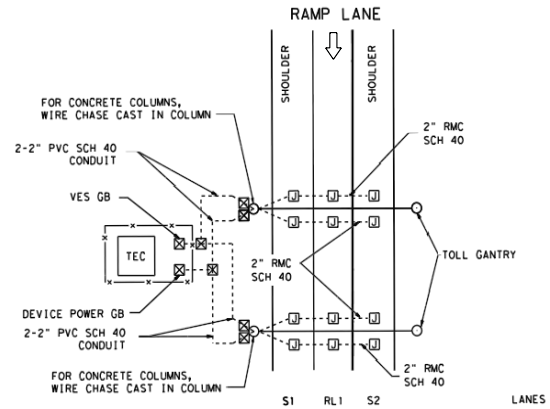 RAMP LANE
SHOULDER
SHOULDER
FOR CONCRETE COLUMNS,
WIRE CHASE CAST IN COLUMN
2" RMC
SCH 40
2-2" PVC SCH 40
CONDUIT
VES GB
J
J
J
J
J
J
TEC
2" RMC
SCH 40
TOLL GANTRY
DEVICE POWER GB
2-2" PVC SCH 40
CONDUIT
J
J
J
J
J
J
FOR CONCRETE COLUMNS,
WIRE CHASE CAST IN COLUMN
2" RMC
SCH 40
S1 RL1 S2 LANES